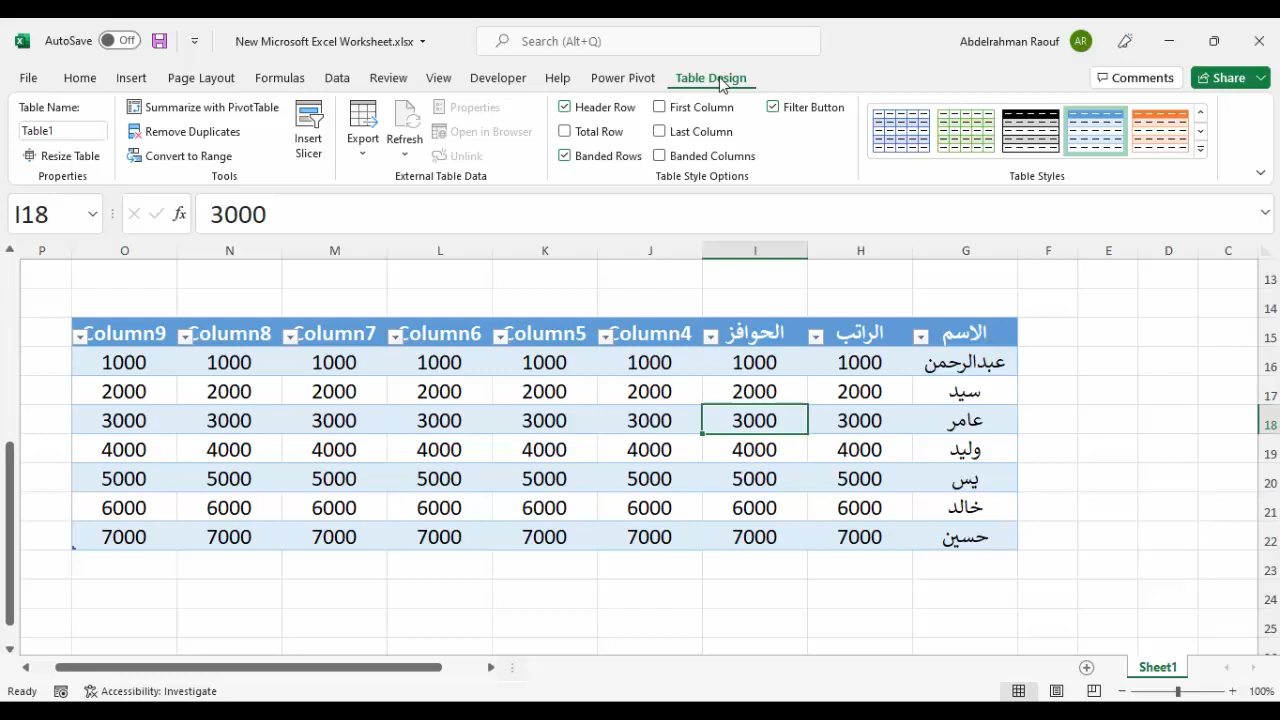 AutoSave Off New Microsoft Excel Worksheet.xlsx Search (Alt+Q) Abdelrahman Raouf AR
File Home Insert Page Layout Formulas Data Review View Developer Help Power Pivot Table Design Comments Share
Table Name:
Table1
Resize Table
Properties
Summarize with PivotTable
Remove Duplicates
Convert to Range
Insert
Slicer
Tools
Export
Refresh
Properties
Open in Browser
Unlink
External Table Data
Header Row First Column Filter Button
Total Row Last Column
Banded Rows Banded Columns
Table Style Options
Table Styles
I18 fx 3000
P O N M L K J I H G F E D C
13
14
Column9 Column8 Column7 Column6 Column5 Column4 الحوافز الراتب الاسم 15
1000 1000 1000 1000 1000 1000 1000 1000 عبدالرحمن 16
2000 2000 2000 2000 2000 2000 2000 2000 سيد 17
3000 3000 3000 3000 3000 3000 3000 3000 عامر 18
4000 4000 4000 4000 4000 4000 4000 4000 وليد 19
5000 5000 5000 5000 5000 5000 5000 5000 يس 20
6000 6000 6000 6000 6000 6000 6000 6000 خالد 21
7000 7000 7000 7000 7000 7000 7000 7000 حسين 22
23
24
25
Sheet1
Ready Accessibility: Investigate 100%